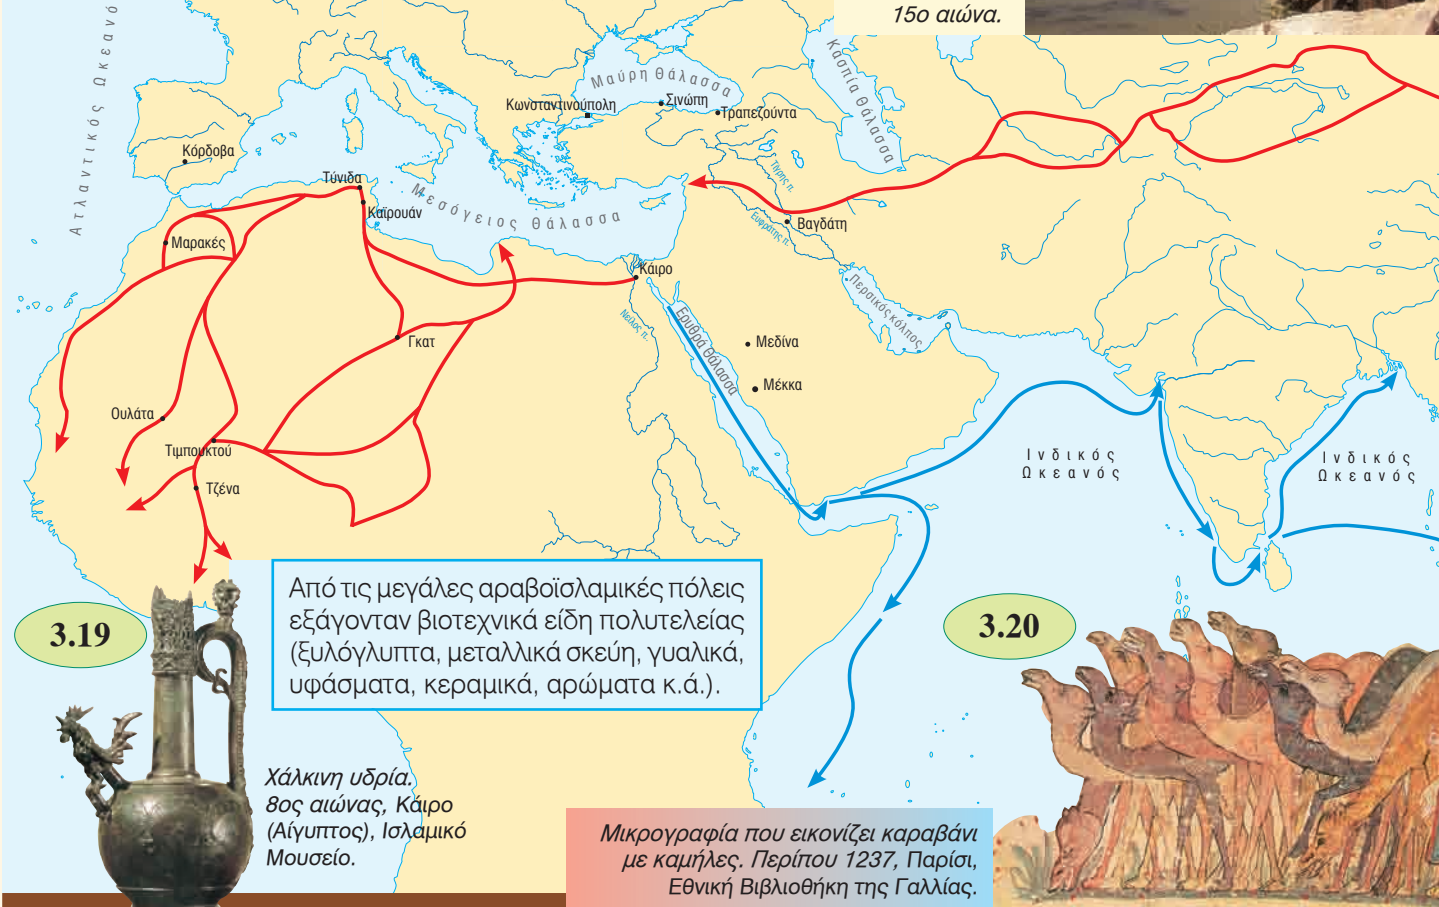 15ο αιώνα.
Ατλαντικός Ωκεανό
Μαύρη Θάλασσα
Κασπία Θάλασσα
Κωνσταντινούπολη
Σινώπη
Τραπεζούντα
Κόρδοβα
Τύνιδα
Καϊρουάν
Μεσόγειος Θάλασσα
Τίγρης π.
Ευφράτης π.
Βαγδάτη
Μαρακές
Κάιρο
Νείλος π.
Ερυθρά Θάλασσα
Περσικός κόλπος
Γκατ
Μεδίνα
Μέκκα
Ουλάτα
Τιμπουκτού
Τζένα
Ινδικός
Ωκεανός
Ινδικός
Ωκεανός
Από τις μεγάλες αραβοϊσλαμικές πόλεις
εξάγονταν βιοτεχνικά είδη πολυτελείας
(ξυλόγλυπτα, μεταλλικά σκεύη, γυαλικά,
υφάσματα, κεραμικά, αρώματα κ.ά.).
3.19
3.20
Χάλκινη υδρία.
8ος αιώνας, Κάιρο
(Αίγυπτος), Ισλαμικό
Μουσείο.
Μικρογραφία που εικονίζει καραβάνι
με καμήλες. Περίπου 1237, Παρίσι,
Εθνική Βιβλιοθήκη της Γαλλίας.